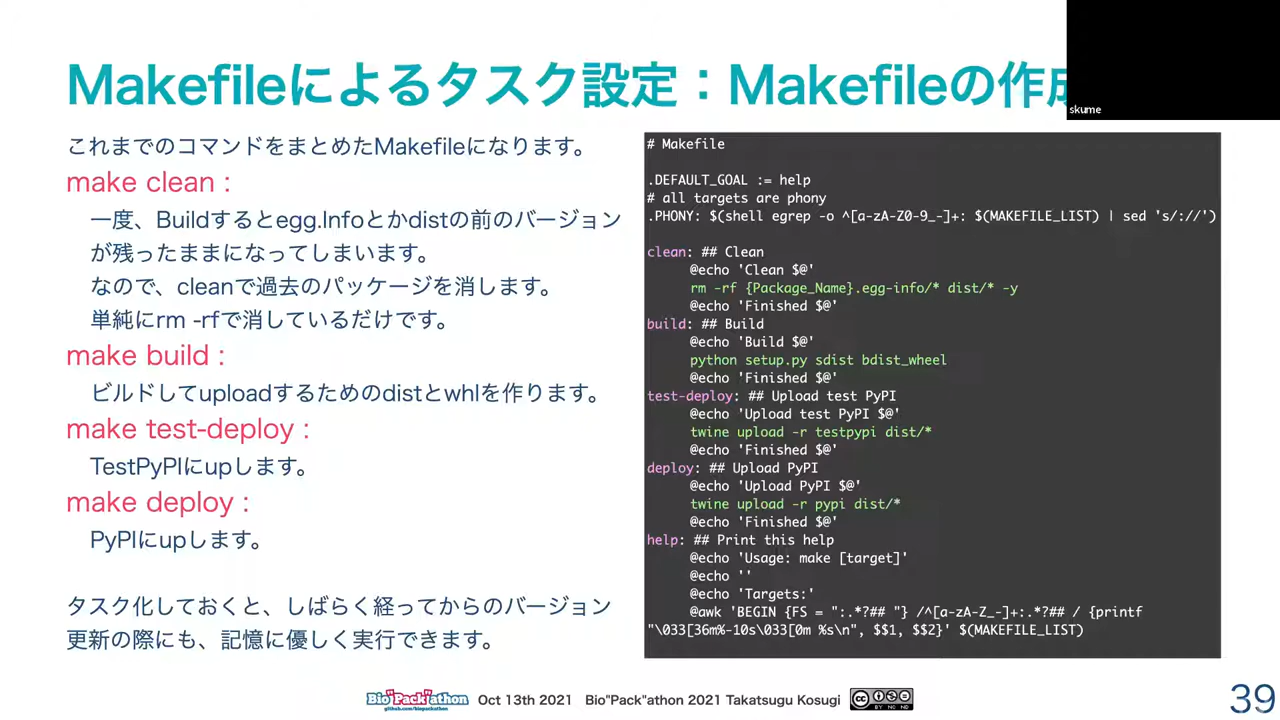 Makefileによるタスク設定：Makefileの作成
skume
これまでのコマンドをまとめたMakefileになります。
make clean :
一度、Buildするとegg.Infoとかdistの前のバージョン
が残ったままになってしまいます。
なので、cleanで過去のパッケージを消します。
単純にrm -rfで消しているだけです。
make build :
ビルドしてuploadするためのdistとwhlを作ります。
make test-deploy :
TestPyPIにupします。
make deploy :
PyPIにupします。
タスク化しておくと、しばらく経ってからのバージョン
更新の際にも、記憶に優しく実行できます。
# Makefile
.DEFAULT_GOAL := help
# all targets are phony
.PHONY: $(shell egrep -o ^[a-zA-Z0-9_-]+: $(MAKEFILE_LIST) | sed 's/://')
clean: ## Clean
@echo 'Clean $@'
rm -rf {Package_Name}.egg-info/* dist/* -y
@echo 'Finished $@'
build: ## Build
@echo 'Build $@'
python setup.py sdist bdist_wheel
@echo 'Finished $@'
test-deploy: ## Upload test PyPI
@echo 'Upload test PyPI $@'
twine upload -r testpypi dist/*
@echo 'Finished $@'
deploy: ## Upload PyPI
@echo 'Upload PyPI $@'
twine upload -r pypi dist/*
@echo 'Finished $@'
help: ## Print this help
@echo 'Usage: make [target]'
@echo ''
@echo 'Targets:'
@awk 'BEGIN {FS = ":.*?## "} /^[a-zA-Z_-]+:.*?## / {printf
"\033[36m%-10s\033[0m %s\n", $$1, $$2}' $(MAKEFILE_LIST)
Bio"Pack"athon
github.com/biopackathon
Oct 13th 2021 Bio"Pack"athon 2021 Takatsugu Kosugi
cc BY NC ND
39